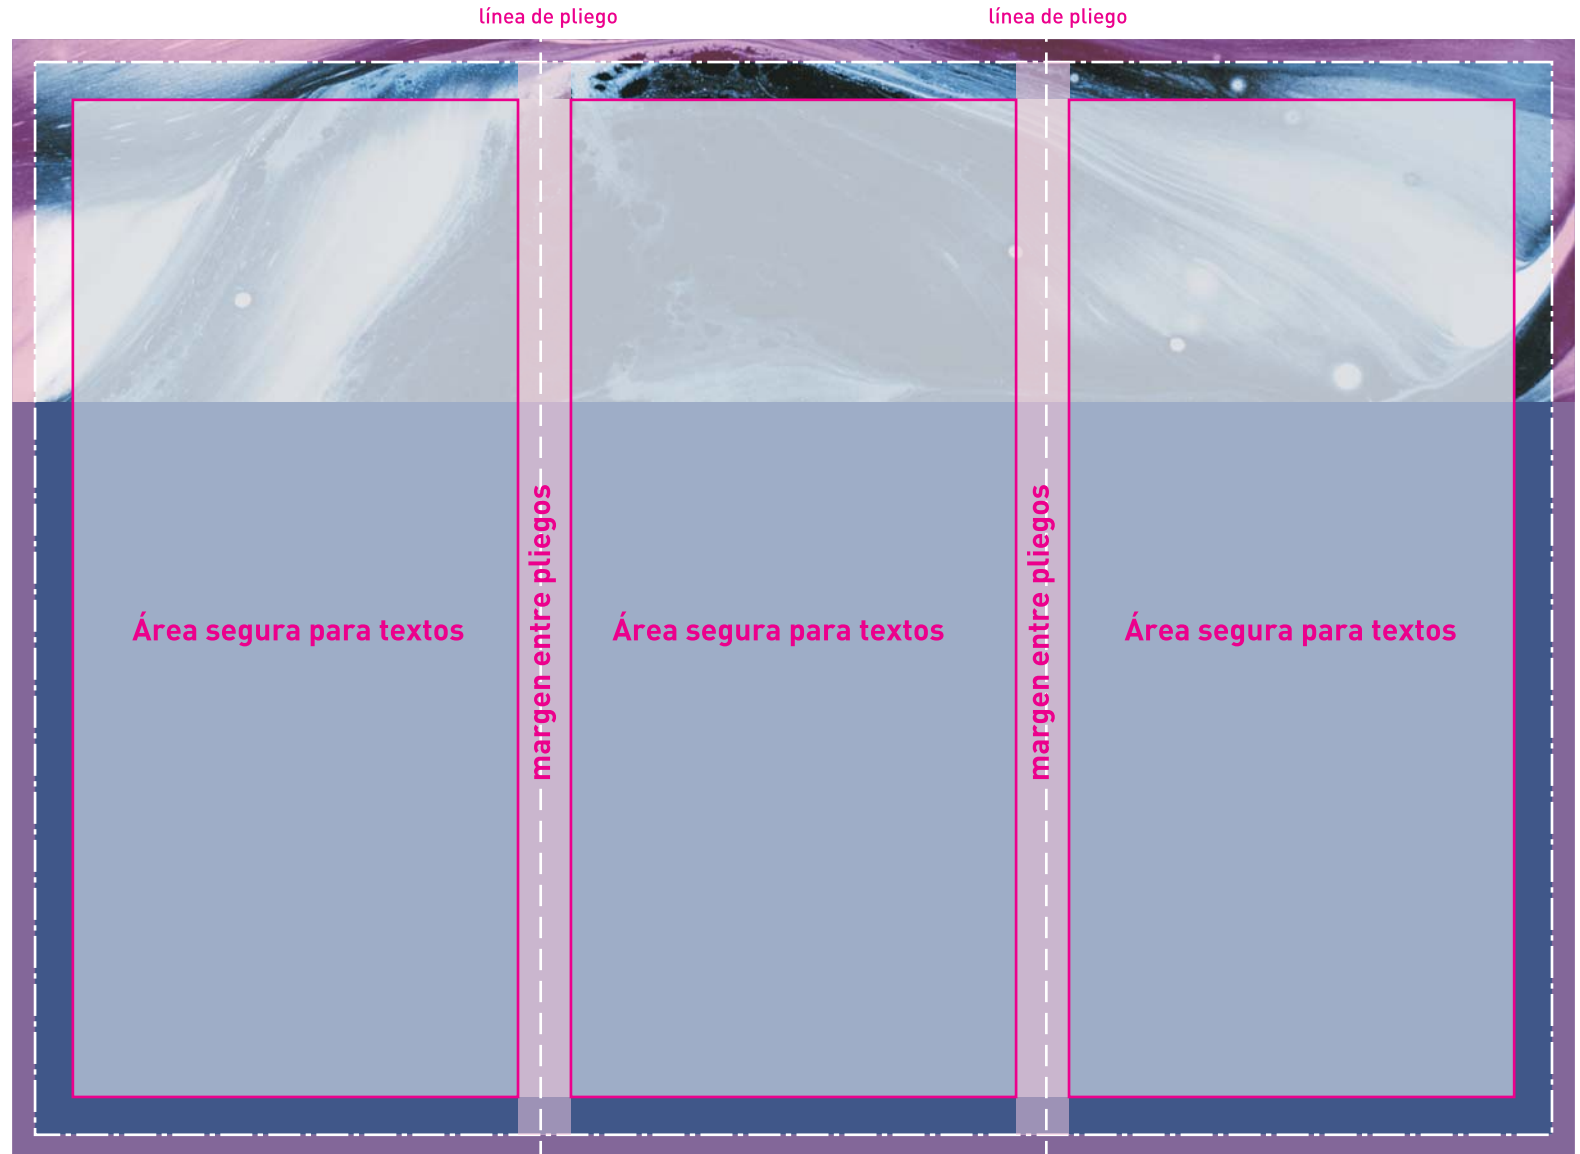 línea de pliego
línea de pliego
Área segura para textos
margen entre pliegos
Área segura para textos
margen entre pliegos
Área segura para textos